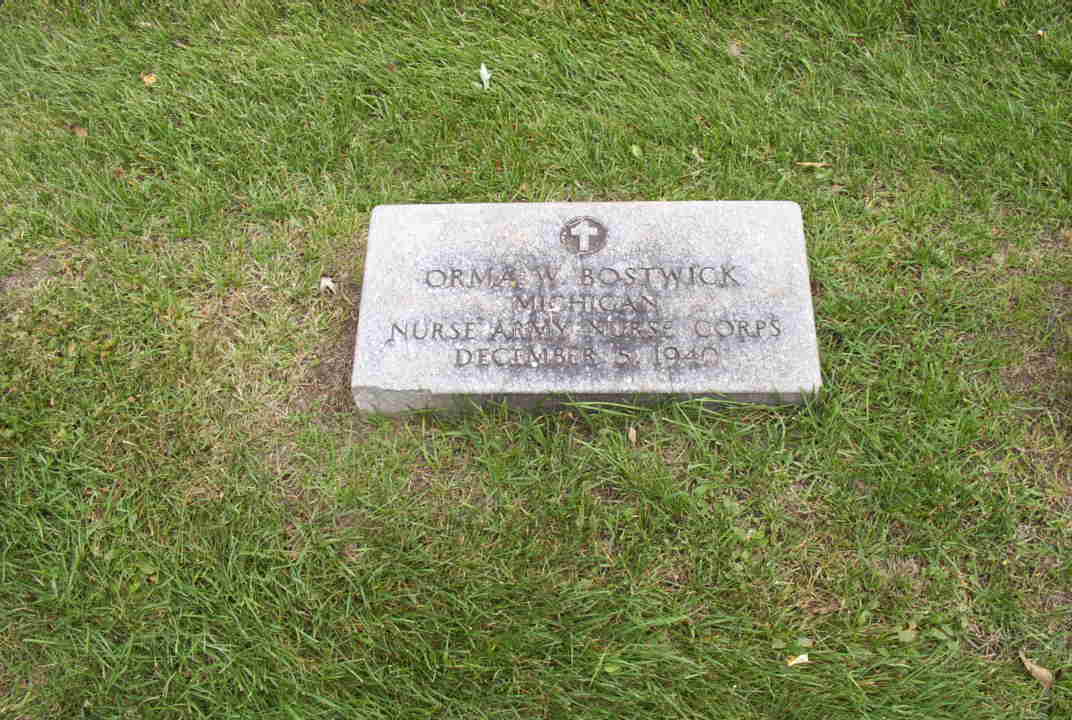 ORMA W BOSTWICK
MICHIGAN
NURSE ARMY NURSE CORPS
DECEMBER 5, 1940